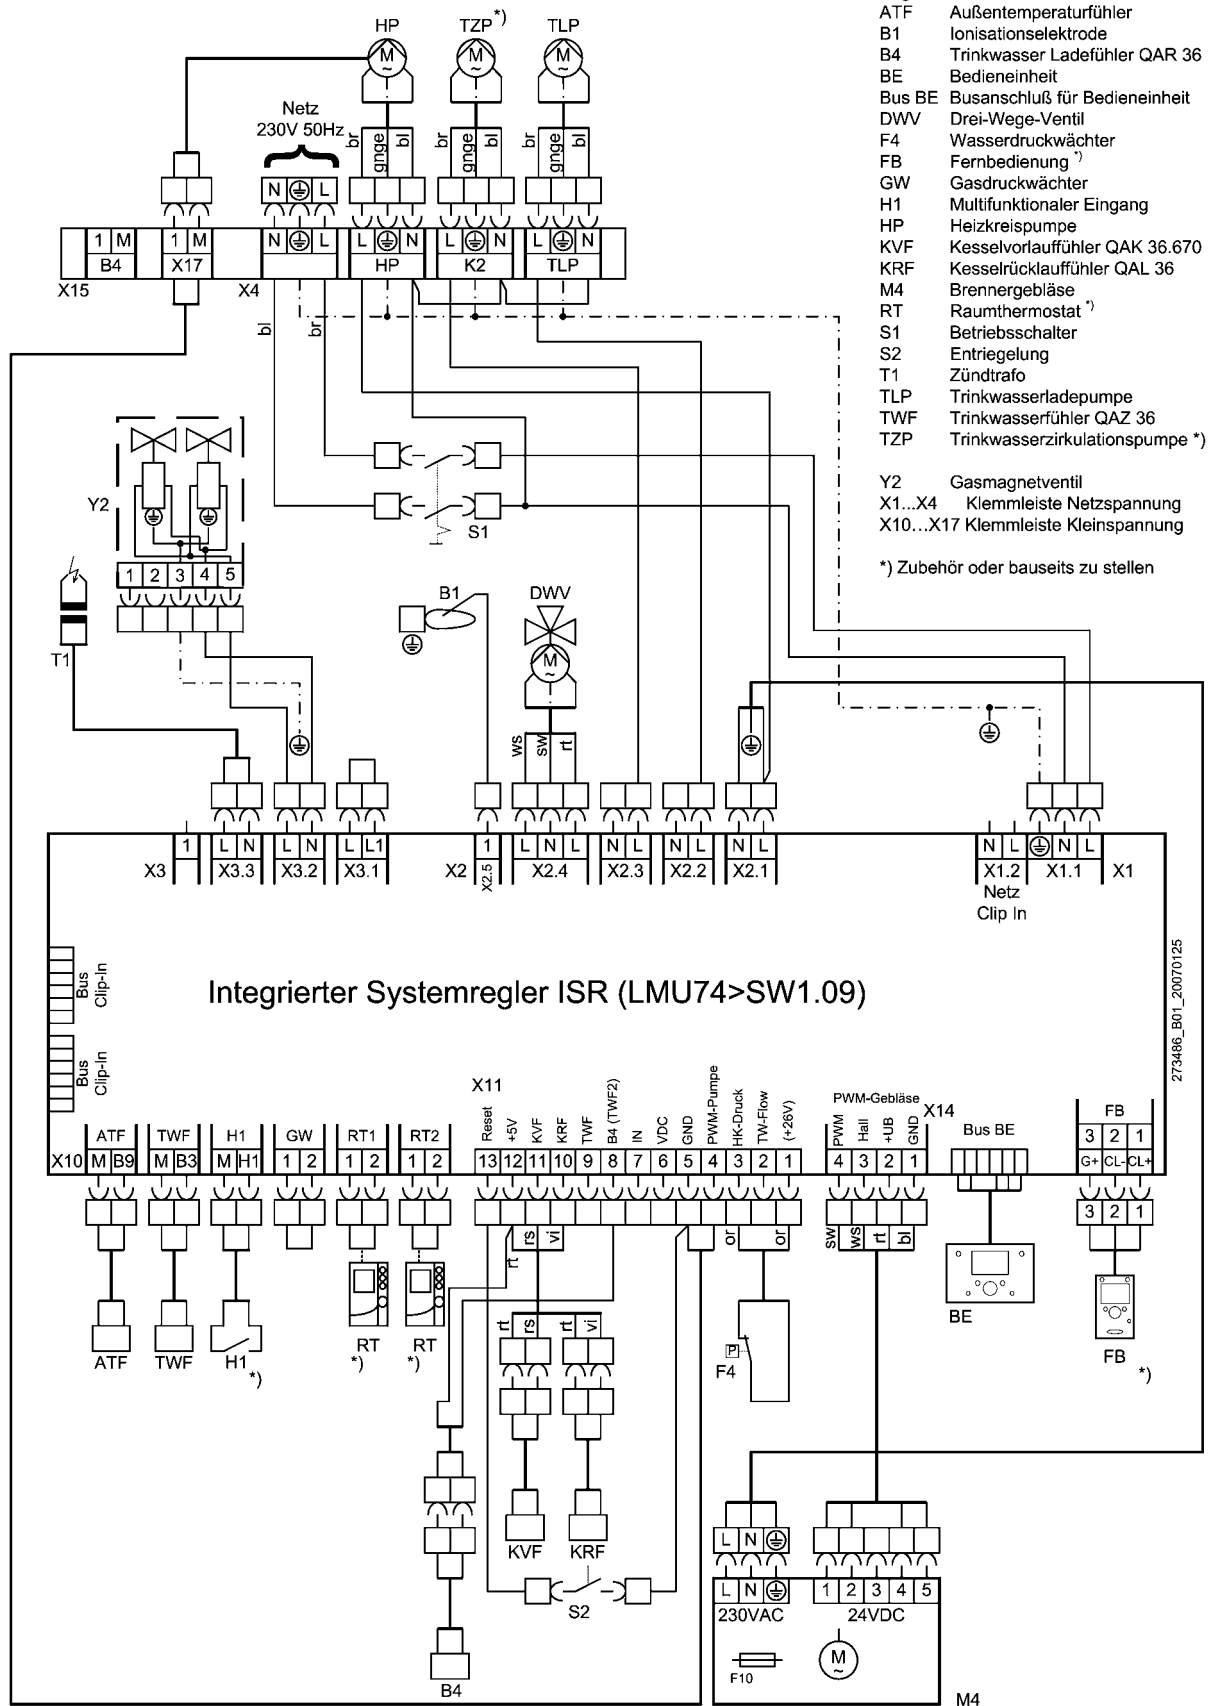 HP TZP *) TLP
M ~ M ~ M ~
Netz
230V 50Hz
br gnge bl br gnge bl br gnge bl
N L
1 M 1 M N L L N L N L N
B4 X17 HP K2 TLP
X15 X4
bl br
ATF Außentemperaturfühler
B1 Ionisationselektrode
B4 Trinkwasser Ladefühler QAR 36
BE Bedieneinheit
Bus BE Busanschluß für Bedieneinheit
DWV Drei-Wege-Ventil
F4 Wasserdruckwächter
FB Fernbedienung *)
GW Gasdruckwächter
H1 Multifunktionaler Eingang
HP Heizkreispumpe
KVF Kesselvorlauffühler QAK 36.670
KRF Kesselrücklauffühler QAL 36
M4 Brennergebläse
RT Raumthermostat *)
S1 Betriebsschalter
S2 Entriegelung
T1 Zündtrafo
TLP Trinkwasserladepumpe
TWF Trinkwasserfühler QAZ 36
TZP Trinkwasserzirkulationspumpe *)
Y2 Gasmagnetventil
X1...X4 Klemmleiste Netzspannung
X10...X17 Klemmleiste Kleinspannung
*) Zubehör oder bauseits zu stellen
Y2
S1
1 2 3 4 5
B1 DWV
T1
M ~
ws sw rt
1 L N L N L L1 1 L N L N L N L N L N L N L
X3 X3.3 X3.2 X3.1 X2 X2.5 X2.4 X2.3 X2.2 X2.1 X1.2 X1.1 X1
Netz
Clip In
Bus
Clip-In
Integrierter Systemregler ISR (LMU74>SW1.09)
273486_B01_20070125
Bus
Clip-In
X11
Reset +5V KVF KRF TWF B4 (TWF2) IN VDC GND PWM-Pumpe HK-Druck TW-Flow (+26V)
PWM-Gebläse
PWM Hall +UB GND
X14
Bus BE
FB
ATF TWF H1 GW RT1 RT2
3 2 1
X10 M B9 M B3 M H1 1 2 1 2 1 2 13 12 11 10 9 8 7 6 5 4 3 2 1 4 3 2 1 G+ CL- CL+
3 2 1
rt rs vi or or sw ws rt bl
BE
FB *)
ATF TWF H1 *) RT *) RT *)
rt rs rt vi
P
F4
KVF KRF
S2
B4
L N
L N 1 2 3 4 5
230VAC 24VDC
F10 M ~
M4